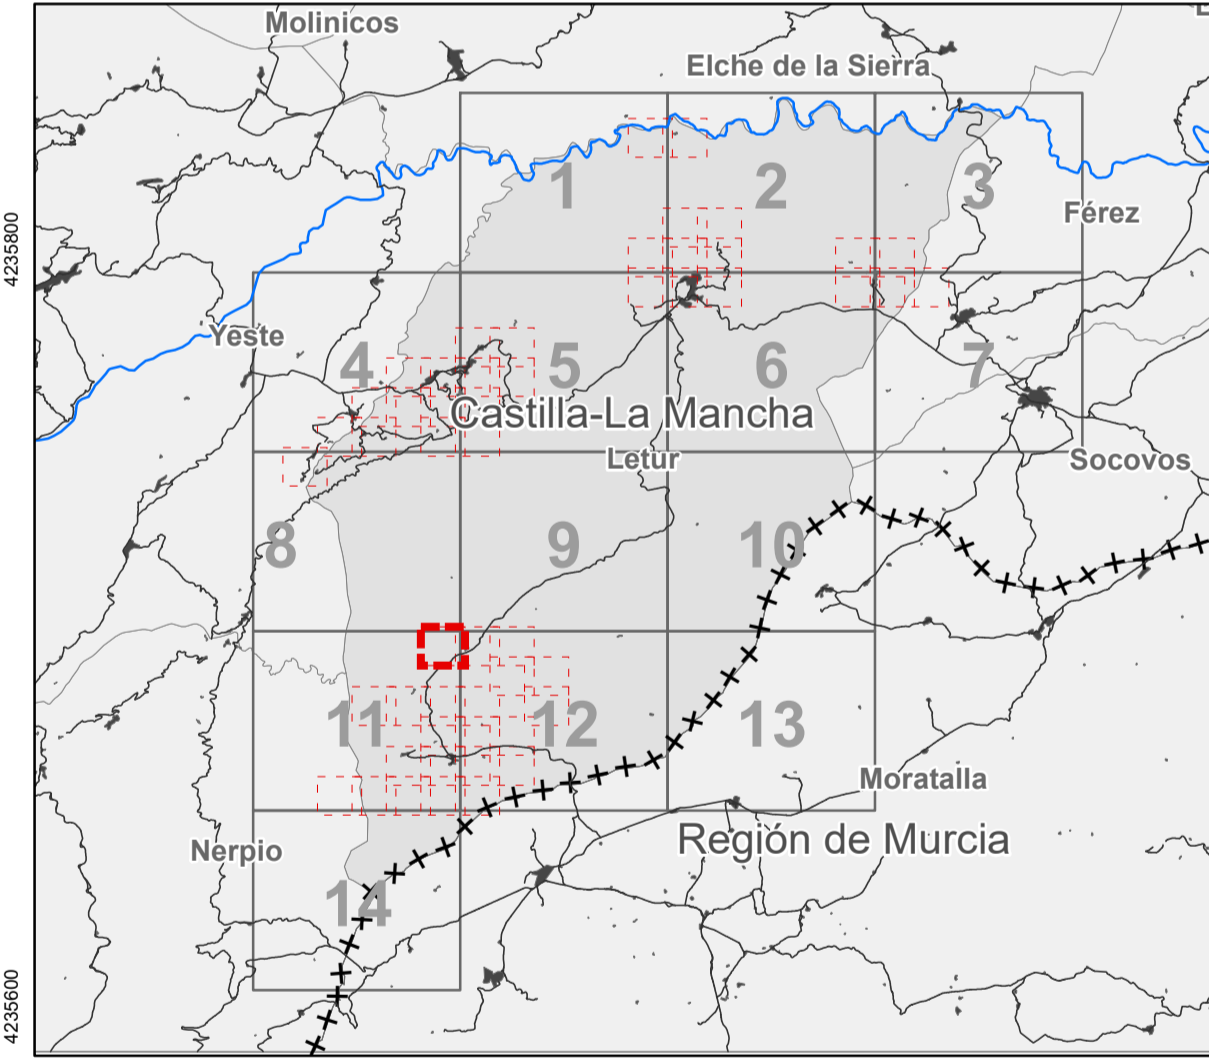 Molinicos
Elche de la Sierra
1
2
3
Férez
4235800
Yeste
4
5
6
7
Castilla-La Mancha
Letur
Socovos
8
9
10
11
12
13
Moratalla
Región de Murcia
Nerpio
14
4235600